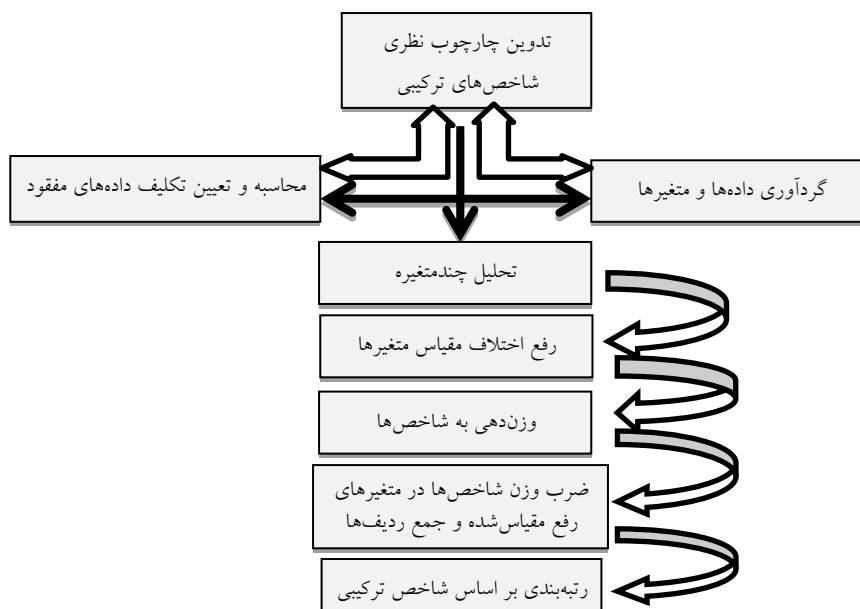 تدوین چارچوب نظری
شاخص‌های ترکیبی
گردآوری داده‌ها و متغیرها
محاسبه و تعیین تکلیف داده‌های مفقود
تحلیل چندمتغیره
رفع اختلاف مقیاس متغیرها
وزن‌دهی به شاخص‌ها
ضرب وزن شاخص‌ها در متغیرهای
رفع مقیاس‌شده و جمع ردیف‌ها
رتبه‌بندی بر اساس شاخص ترکیبی